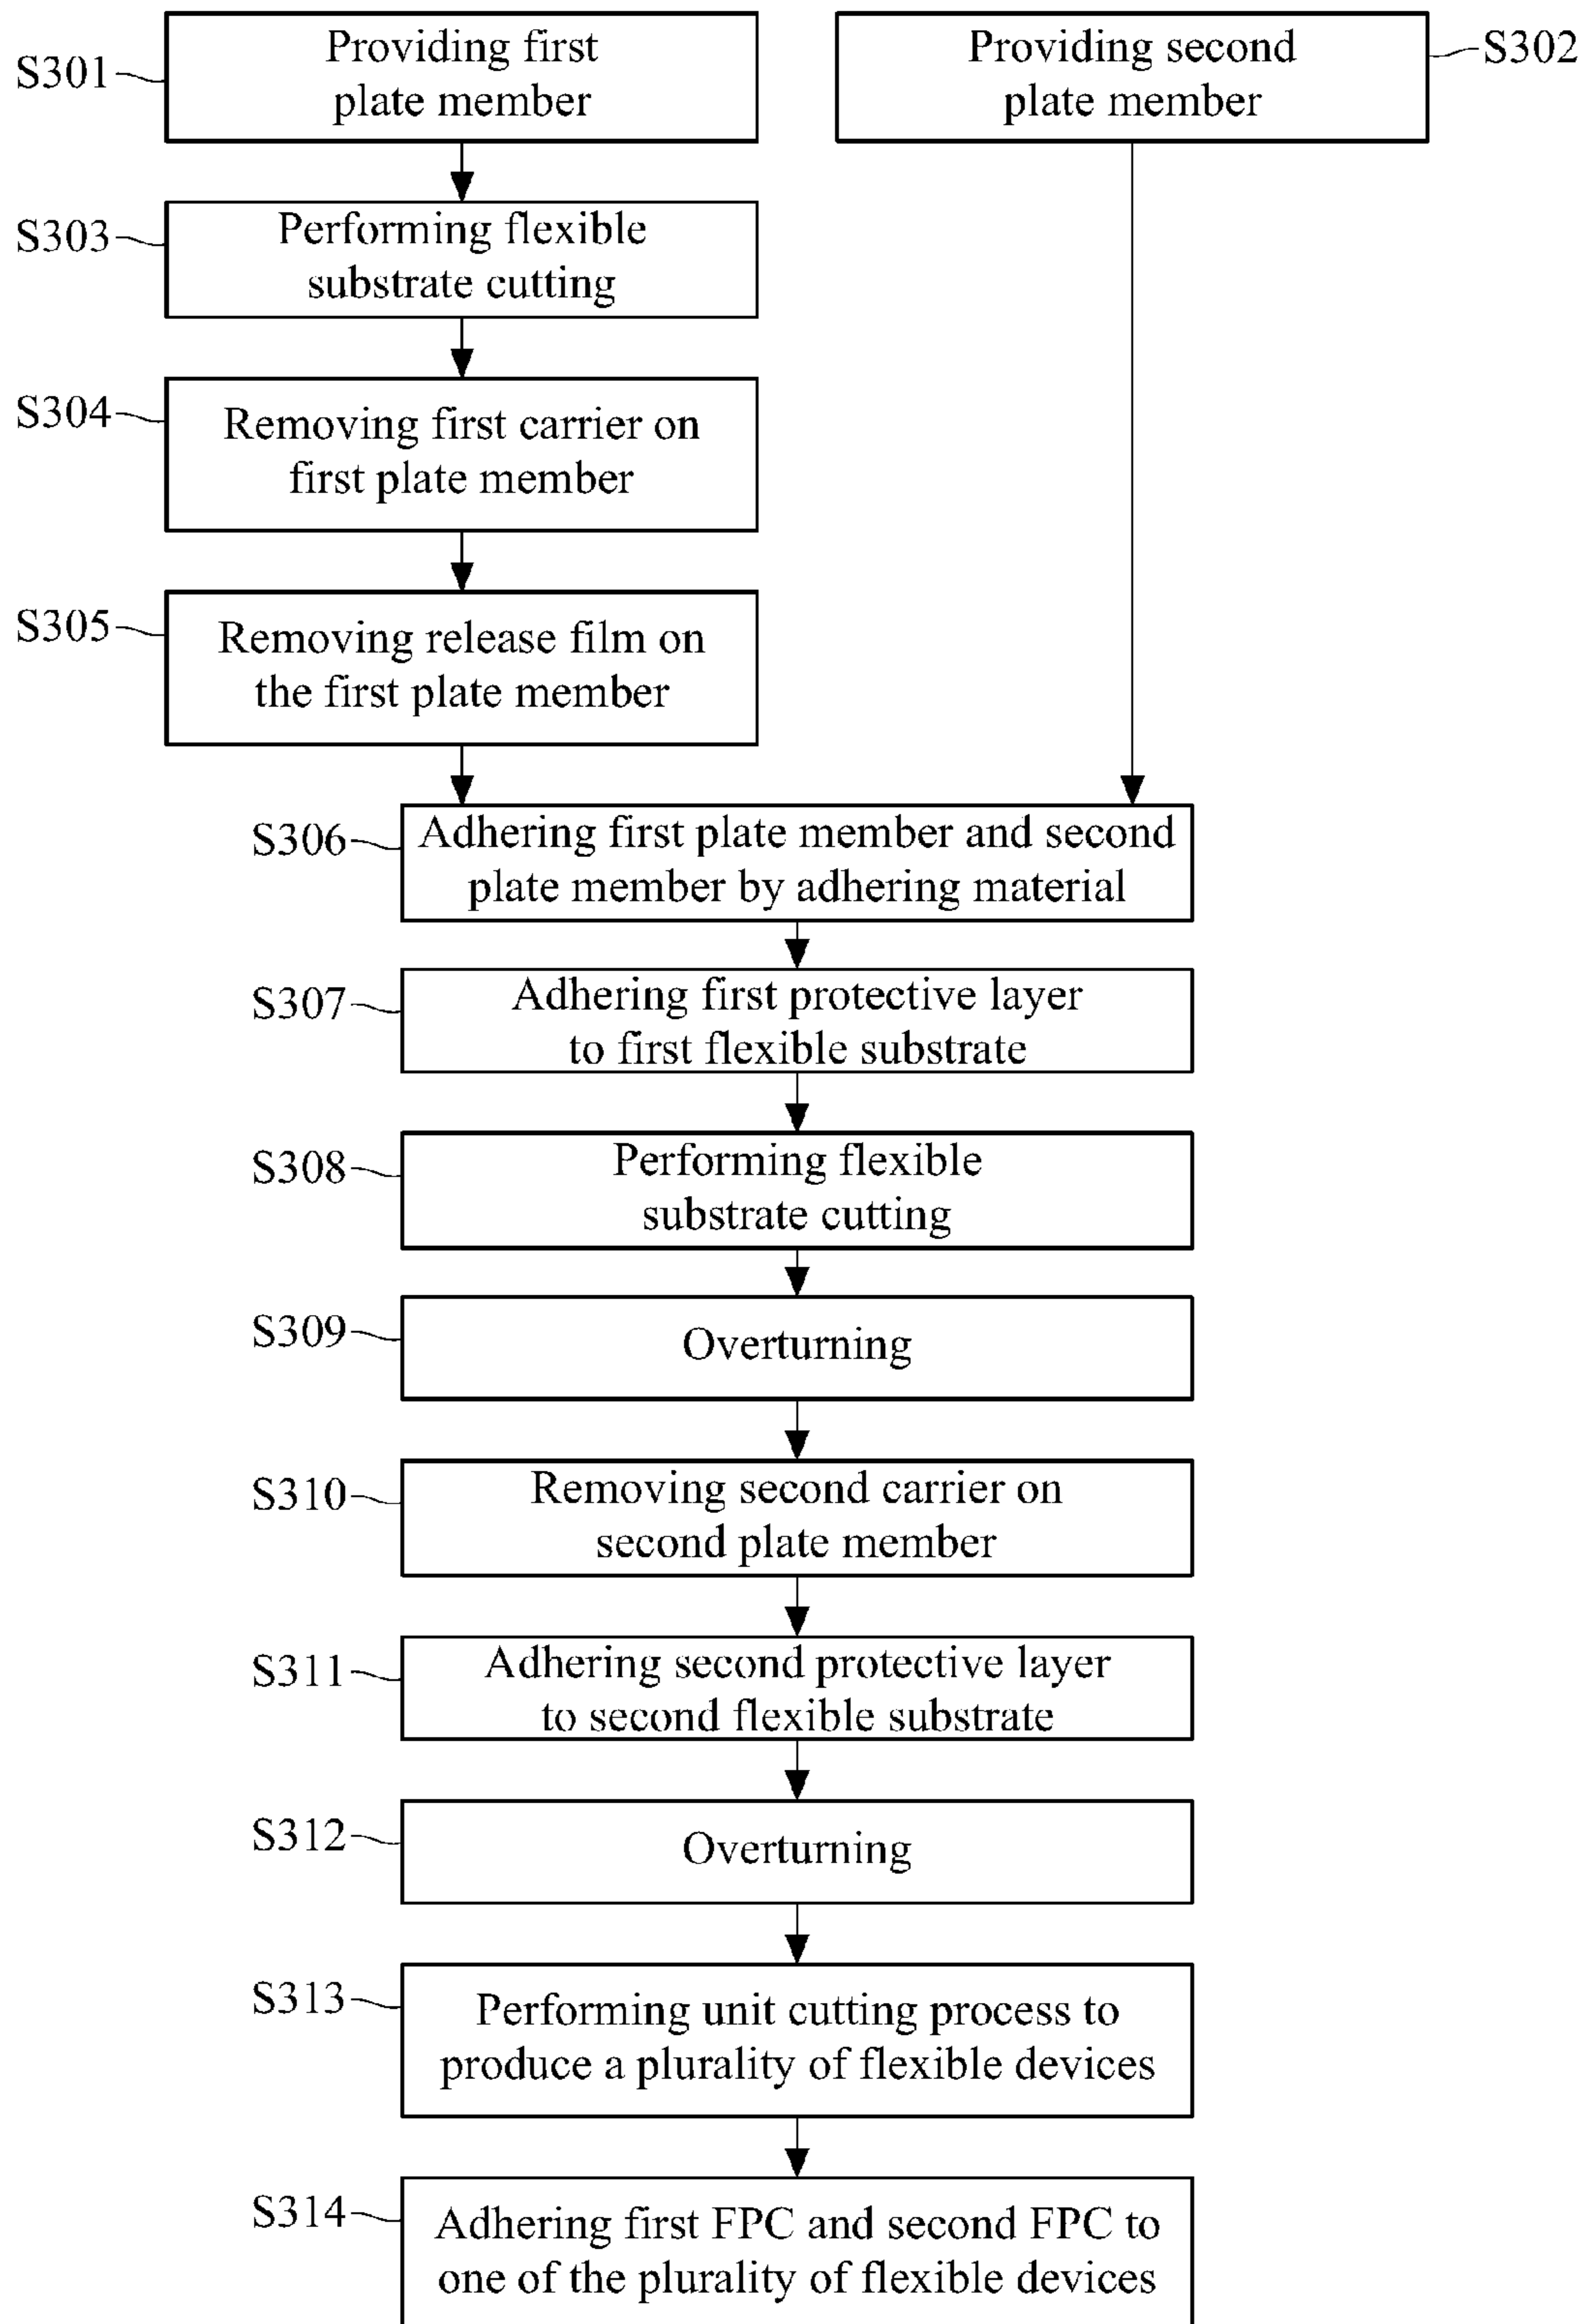 S301
Providing first
plate member
Providing second
plate member
S302
S303
Performing flexible
substrate cutting
S304
Removing first carrier on
first plate member
S305
Removing release film on
the first plate member
S306
Adhering first plate member and second
plate member by adhering material
S307
Adhering first protective layer
to first flexible substrate
S308
Performing flexible
substrate cutting
S309
Overturning
S310
Removing second carrier on
second plate member
S311
Adhering second protective layer
to second flexible substrate
S312
Overturning
S313
Performing unit cutting process to
produce a plurality of flexible devices
S314
Adhering first FPC and second FPC to
one of the plurality of flexible devices